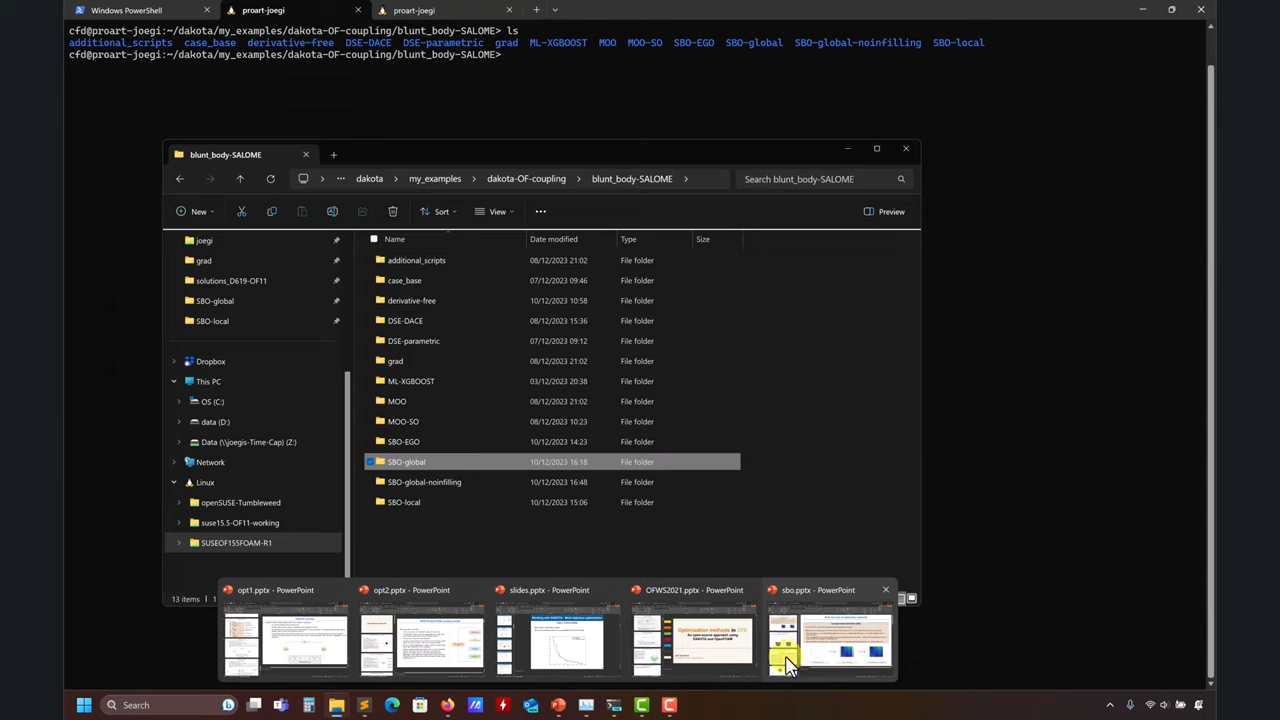 Windows PowerShell proart-joegi proart-joegi
cfd@proart-joegi:~/dakota/my_examples/dakota-OF-coupling/blunt_body-SALOME> ls
additional_scripts case_base derivative-free DSE-DACE DSE-parametric grad ML-XGBOOST MOO MOO-SO SBO-EGO SBO-global SBO-global-noinfilling SBO-local
cfd@proart-joegi:~/dakota/my_examples/dakota-OF-coupling/blunt_body-SALOME>
blunt_body-SALOME
dakota my_examples dakota-OF-coupling blunt_body-SALOME Search blunt_body-SALOME
New Sort View Preview
Name Date modified Type Size
joegi
grad
solutions_D619-OF11
SBO-global
SBO-local
Dropbox
This PC
OS (C:)
data (D:)
Data (\\joegis-Time-Cap) (Z:)
Network
Linux
openSUSE-Tumbleweed
suse15.5-OF11-working
SUSEOF155FOAM-R1
additional_scripts 08/12/2023 21:02 File folder
case_base 07/12/2023 09:46 File folder
derivative-free 10/12/2023 10:58 File folder
DSE-DACE 08/12/2023 15:36 File folder
DSE-parametric 07/12/2023 09:12 File folder
grad 08/12/2023 21:02 File folder
ML-XGBOOST 03/12/2023 20:38 File folder
MOO 08/12/2023 21:02 File folder
MOO-SO 08/12/2023 10:23 File folder
SBO-EGO 10/12/2023 14:23 File folder
SBO-global 10/12/2023 16:18 File folder
SBO-global-noinfilling 10/12/2023 16:48 File folder
SBO-local 10/12/2023 15:06 File folder
13 items
opt1.pptx - PowerPoint opt2.pptx - PowerPoint slides.pptx - PowerPoint OFWS2021.pptx - PowerPoint sbo.pptx - PowerPoint
Search